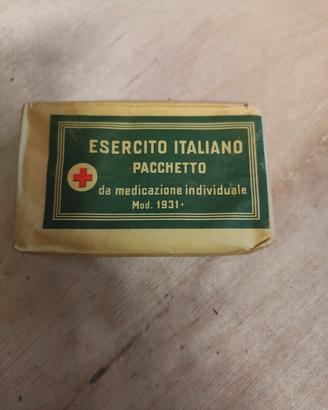 ESERCITO ITALIANO
PACCHETTO
da medicazione individuale
Mod. 1931·